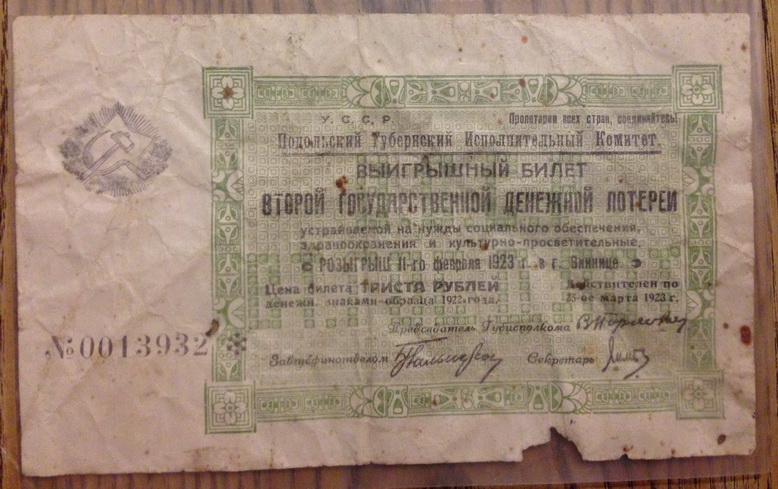 У. С. С. Р. Пролетарии всех стран, соединяйтесь!
Подольский Губернский Исполнительный Комитет.
ВЫИГРЫШНЫЙ БИЛЕТ
ВТОРОЙ ГОСУДАРСТВЕННОЙ ДЕНЕЖНОЙ ЛОТЕРЕИ
устраиваемой на нужды социального обеспечения,
здравоохранения и культурно-просветительные,
РОЗЫГРЫШ 11-го февраля 1923 г. в г. Виннице
Цена билета ТРИСТА РУБЛЕЙ Действителен по
денежн. знаками образца 1922 года. 25-ое марта 1923 г.
Председатель Губисполкома
№ 0013932
Завгубфинотделом Секретарь